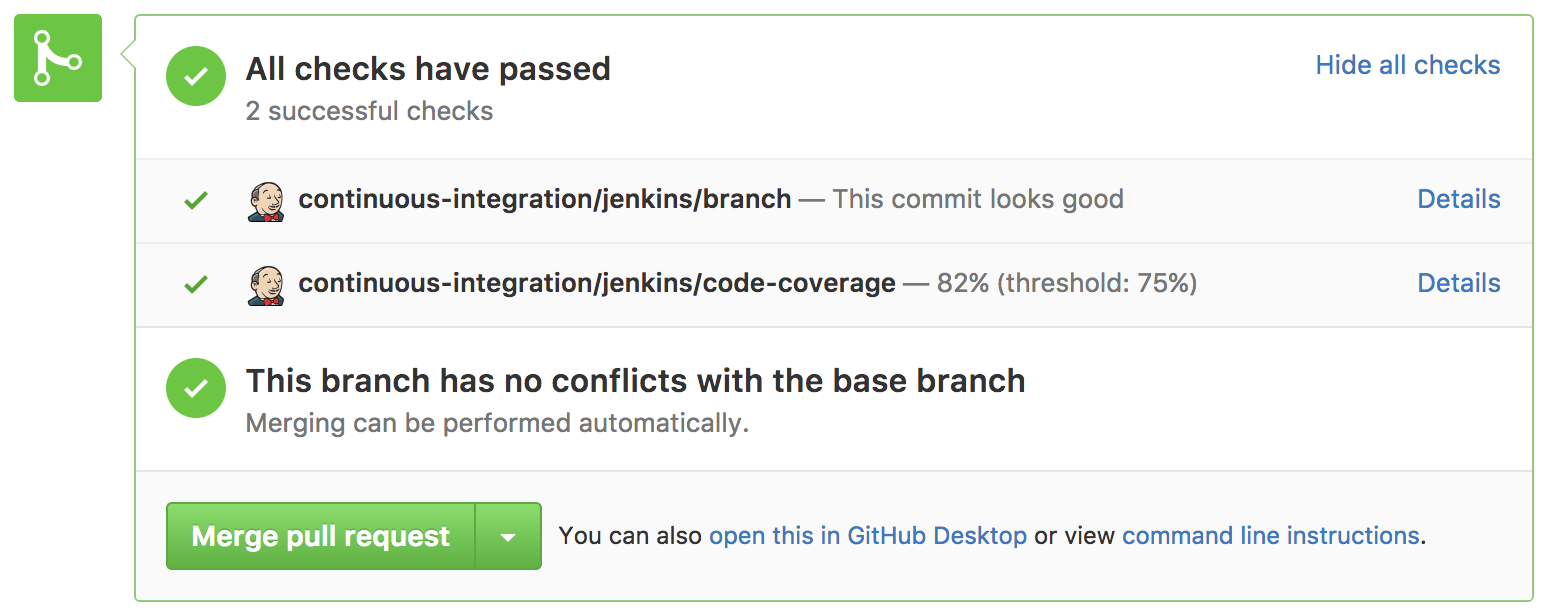 All checks have passed
Hide all checks
2 successful checks
continuous-integration/jenkins/branch — This commit looks good
Details
continuous-integration/jenkins/code-coverage — 82% (threshold: 75%)
Details
This branch has no conflicts with the base branch
Merging can be performed automatically.
Merge pull request
You can also open this in GitHub Desktop or view command line instructions.